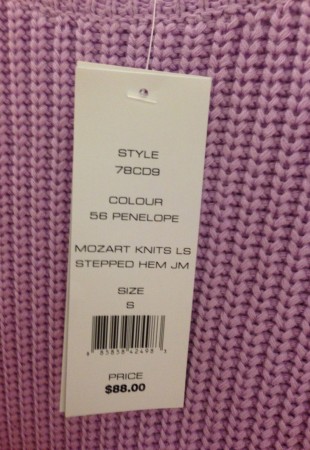 STYLE
78CD9
COLOUR
56 PENELOPE
MOZART KNITS LS
STEPPED HEM JM
SIZE
S
PRICE
$88.00